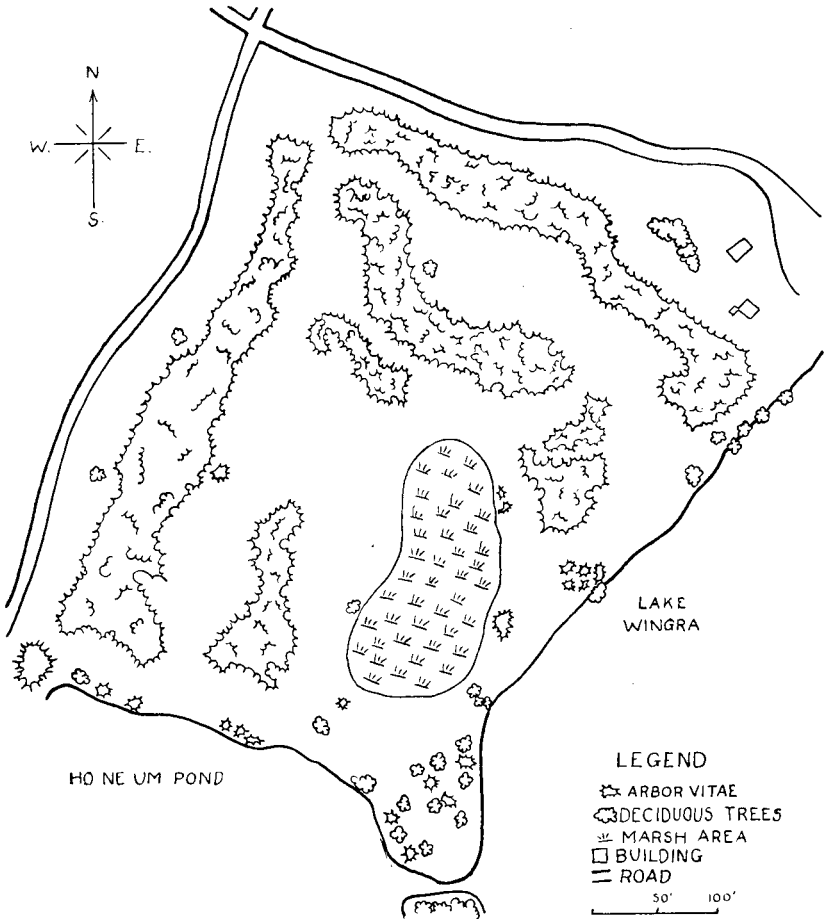 N
W. E.
S.
LAKE
WINGRA
HO NE UM POND
LEGEND
ARBOR VITAE
DECIDUOUS TREES
MARSH AREA
BUILDING
ROAD
50' 100'